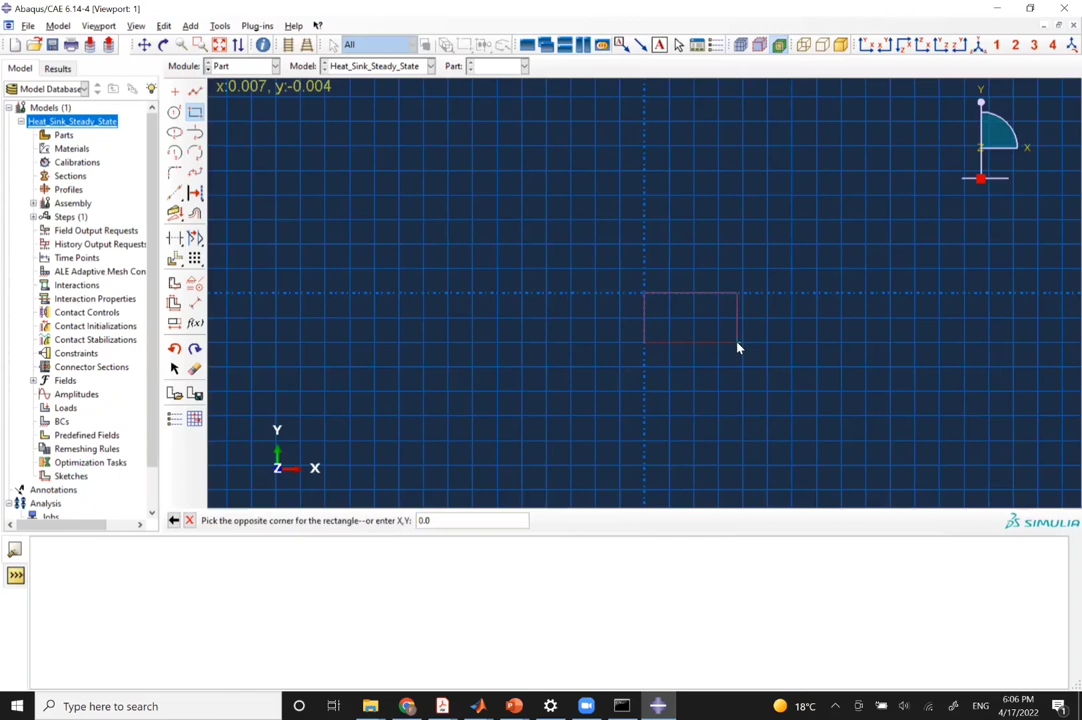 Abaqus/CAE 6.14-4 [Viewport: 1]
File Model Viewport View Edit Add Tools Plug-ins Help
All
1 2 3 4
Model Results
Module: Part Model: Heat_Sink_Steady_State Part:
Model Database
x:0.007, y:-0.004
Models (1)
Heat_Sink_Steady_State
Parts
Materials
Calibrations
Sections
Profiles
Assembly
Steps (1)
Field Output Requests
History Output Requests
Time Points
ALE Adaptive Mesh Con
Interactions
Interaction Properties
Contact Controls
Contact Initializations
Contact Stabilizations
Constraints
Connector Sections
Fields
Amplitudes
Loads
BCs
Predefined Fields
Remeshing Rules
Optimization Tasks
Sketches
Annotations
Analysis
Jobs
f(x)
Y
Z X
Y
Z X
Pick the opposite corner for the rectangle--or enter X,Y: 0.0
SIMULIA
Type here to search
18°C
ENG
6:06 PM
4/17/2022